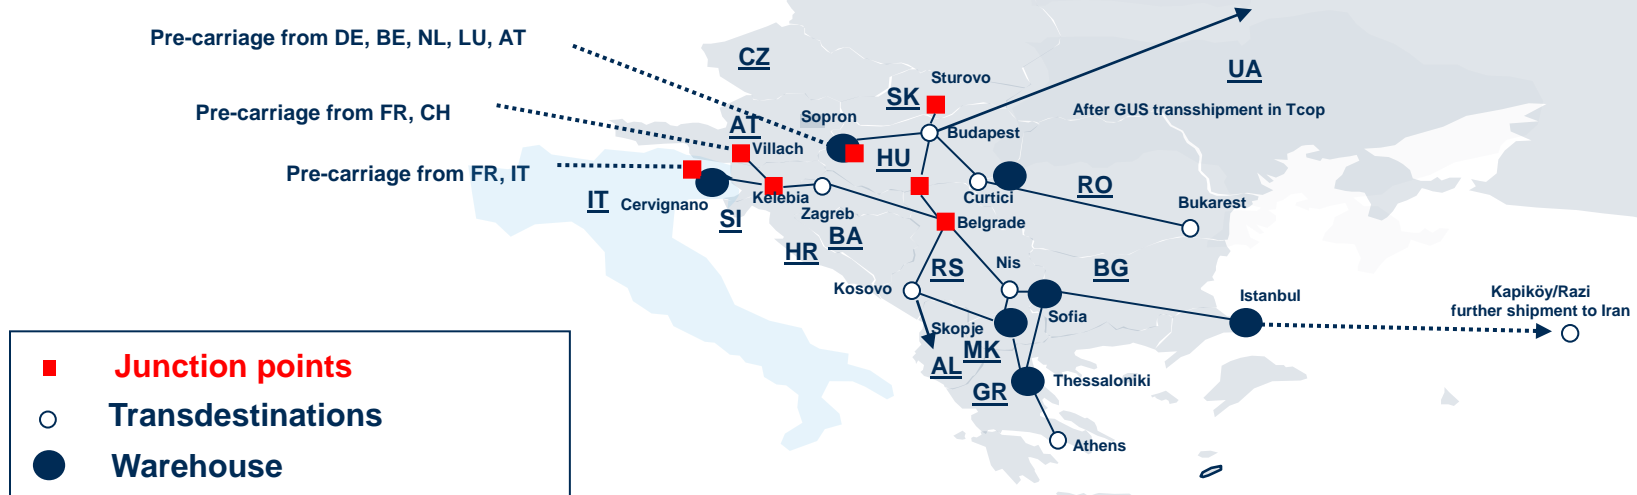 Pre-carriage from DE, BE, NL, LU, AT
CZ
UA
Sturovo
SK
After GUS transshipment in Tcop
Pre-carriage from FR, CH
Sopron
AT
Budapest
Villach
HU
Pre-carriage from FR, IT
RO
IT
Cervignano
Kelebia
Curtici
Bukarest
SI
Zagreb
Belgrade
BA
HR
RS
Nis
BG
Kosovo
Istanbul
Kapiköy/Razi
further shipment to Iran
Skopje
Sofia
MK
AL
GR
Thessaloniki
Athens
Junction points
Transdestinations
Warehouse